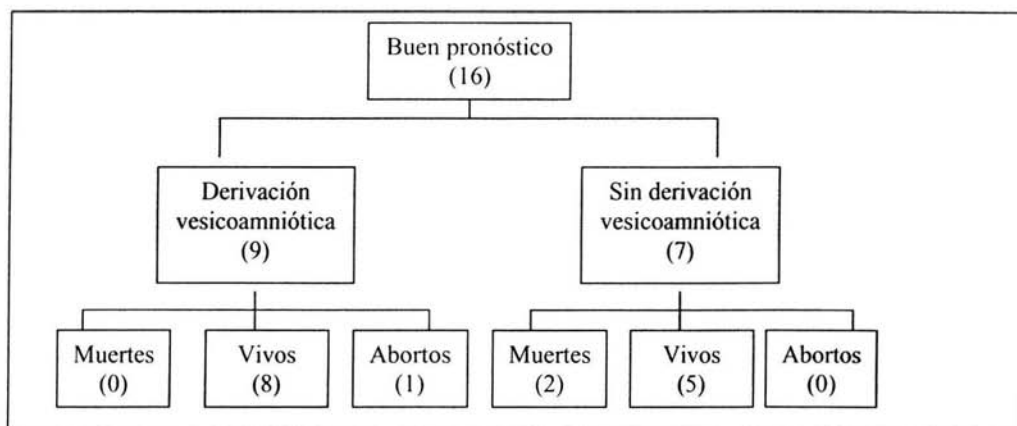 Buen pronóstico
(16)
Derivación
vesicoamniótica
(9)
Sin derivación
vesicoamniótica
(7)
Muertes
(0)
Vivos
(8)
Abortos
(1)
Muertes
(2)
Vivos
(5)
Abortos
(0)